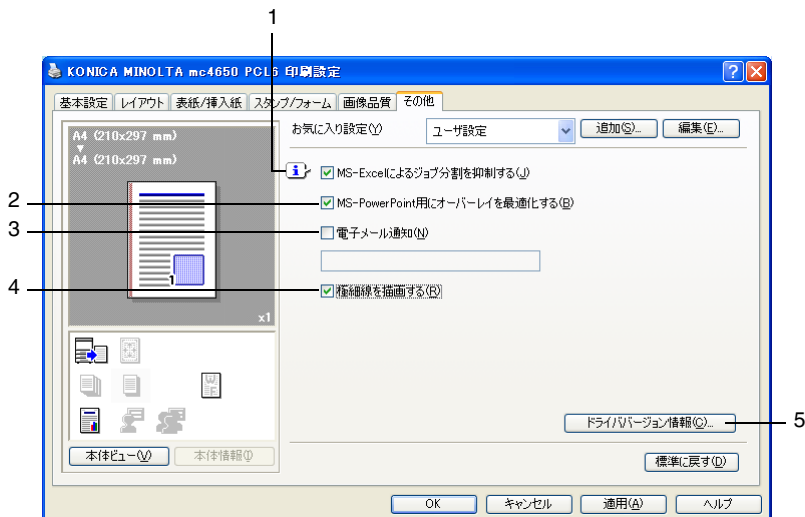 1
KONICA MINOLTA mc4650 PCL6 印刷設定
基本設定 レイアウト 表紙/挿入紙 スタンプ/フォーム 画像品質 その他
A4 (210x297 mm)
A4 (210x297 mm)
お気に入り設定(Y) ユーザ設定 追加(S)... 編集(E)...
MS-Excelによるジョブ分割を抑制する(J)
2 MS-PowerPoint用にオーバーレイを最適化する(B)
3 電子メール通知(N)
1
4 極細線を描画する(R)
x1
W
F
ドライババージョン情報(C)... 5
本体ビュー(V) 本体情報(I) 標準に戻す(D)
OK キャンセル 適用(A) ヘルプ